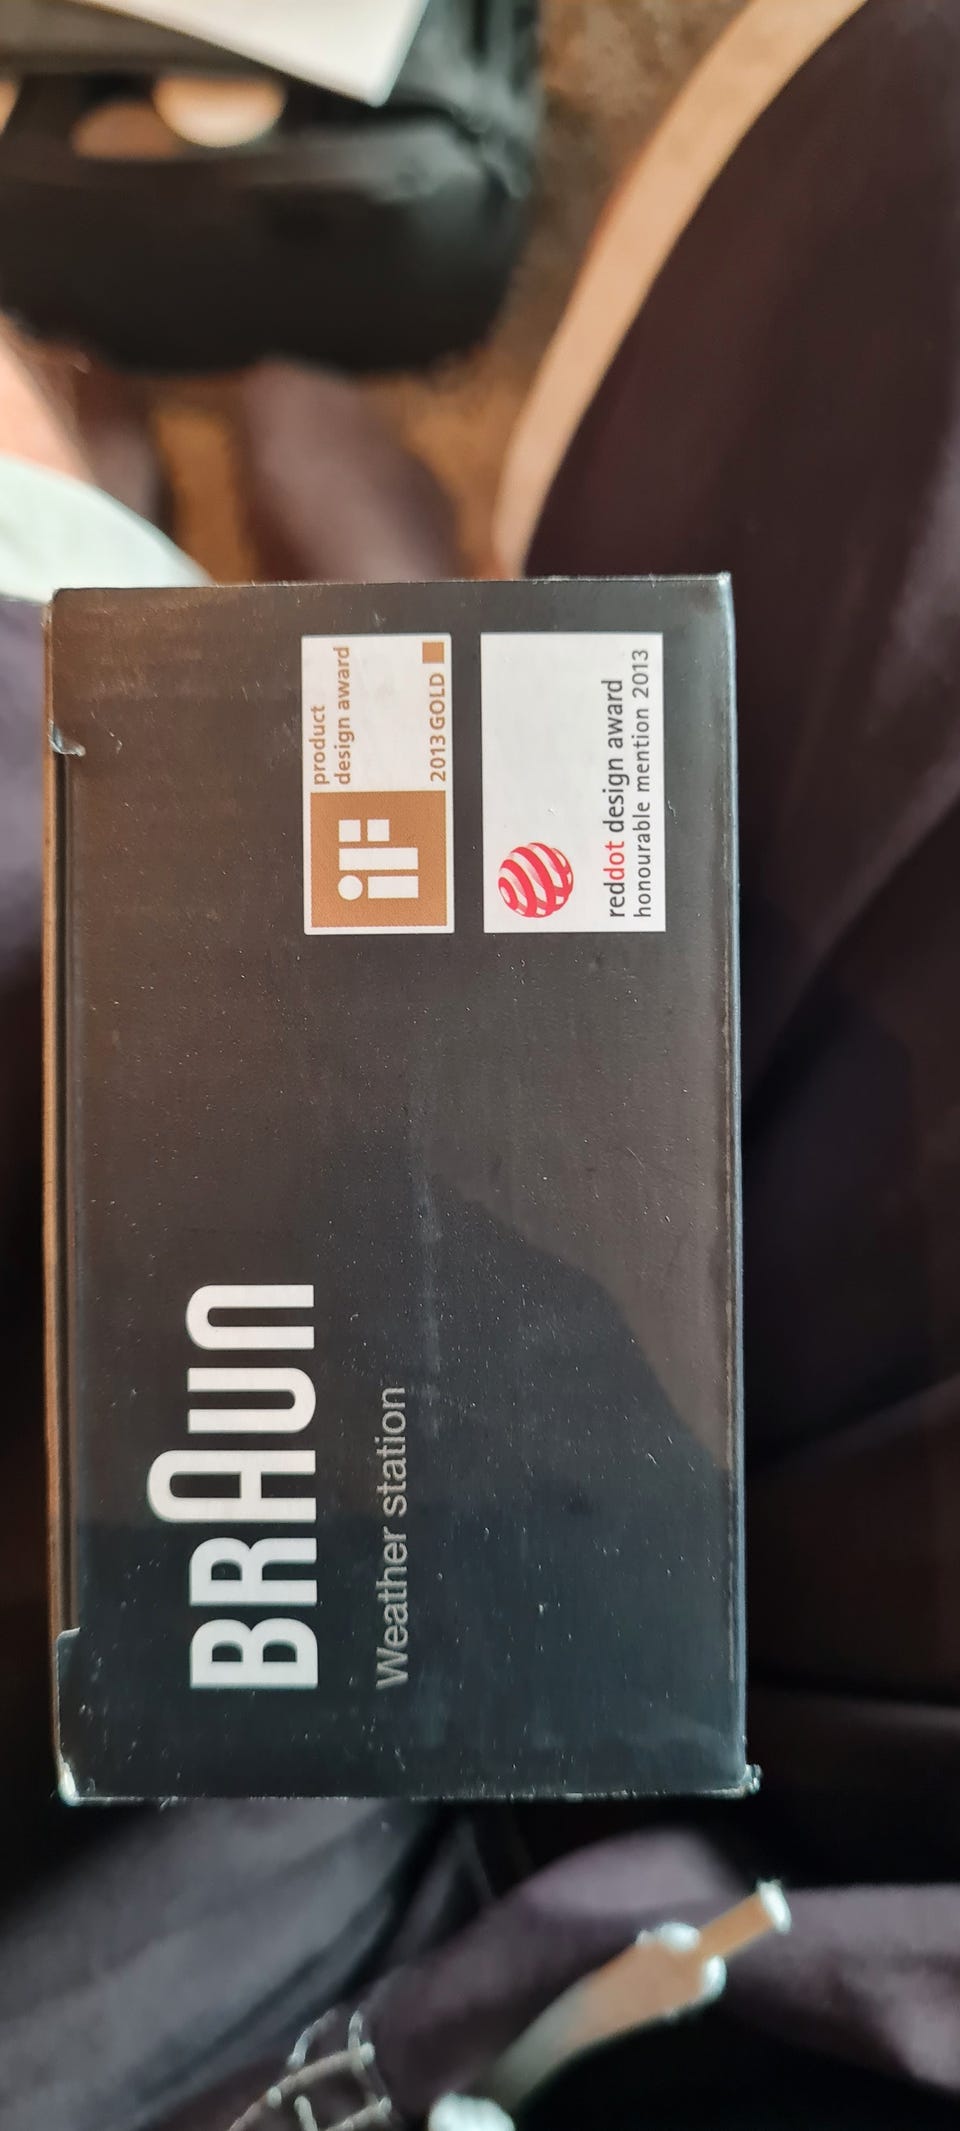 BRAUN
Weather station
iF
product
design award
2013 GOLD
reddot design award
honourable mention 2013